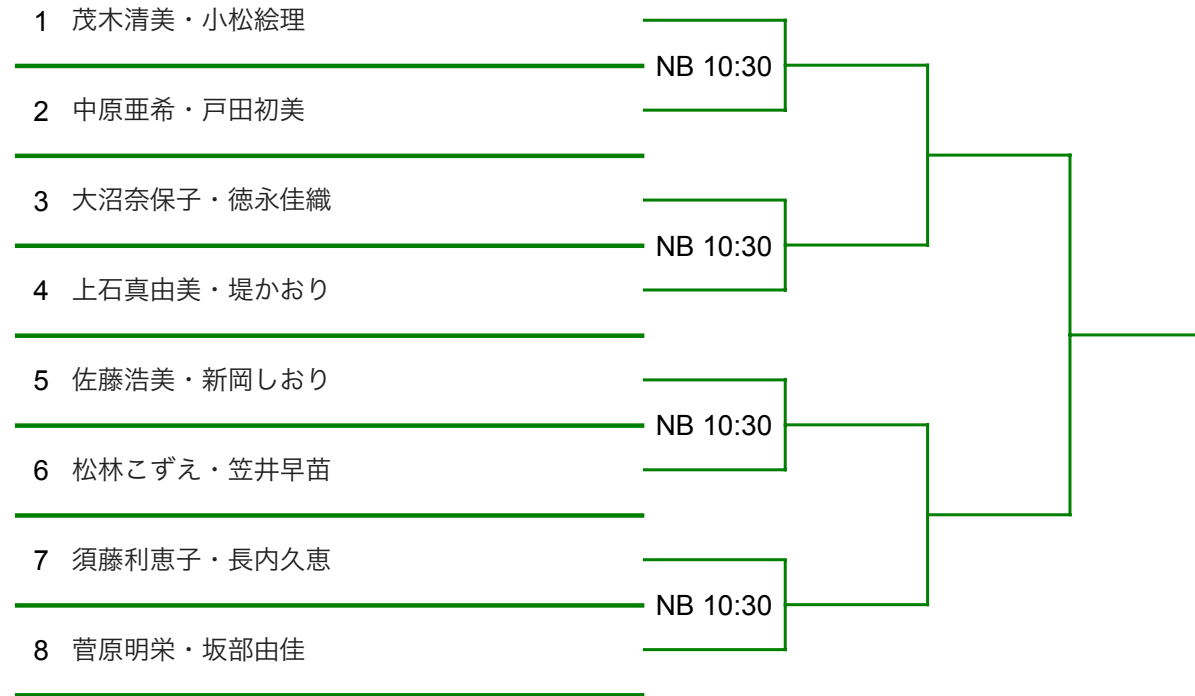 1 茂木清美・小松絵理
NB 10:30
2 中原亜希・戸田初美
3 大沼奈保子・徳永佳織
NB 10:30
4 上石真由美・堤かおり
5 佐藤浩美・新岡しおり
NB 10:30
6 松林こずえ・笠井早苗
7 須藤利恵子・長内久恵
NB 10:30
8 菅原明栄・坂部由佳